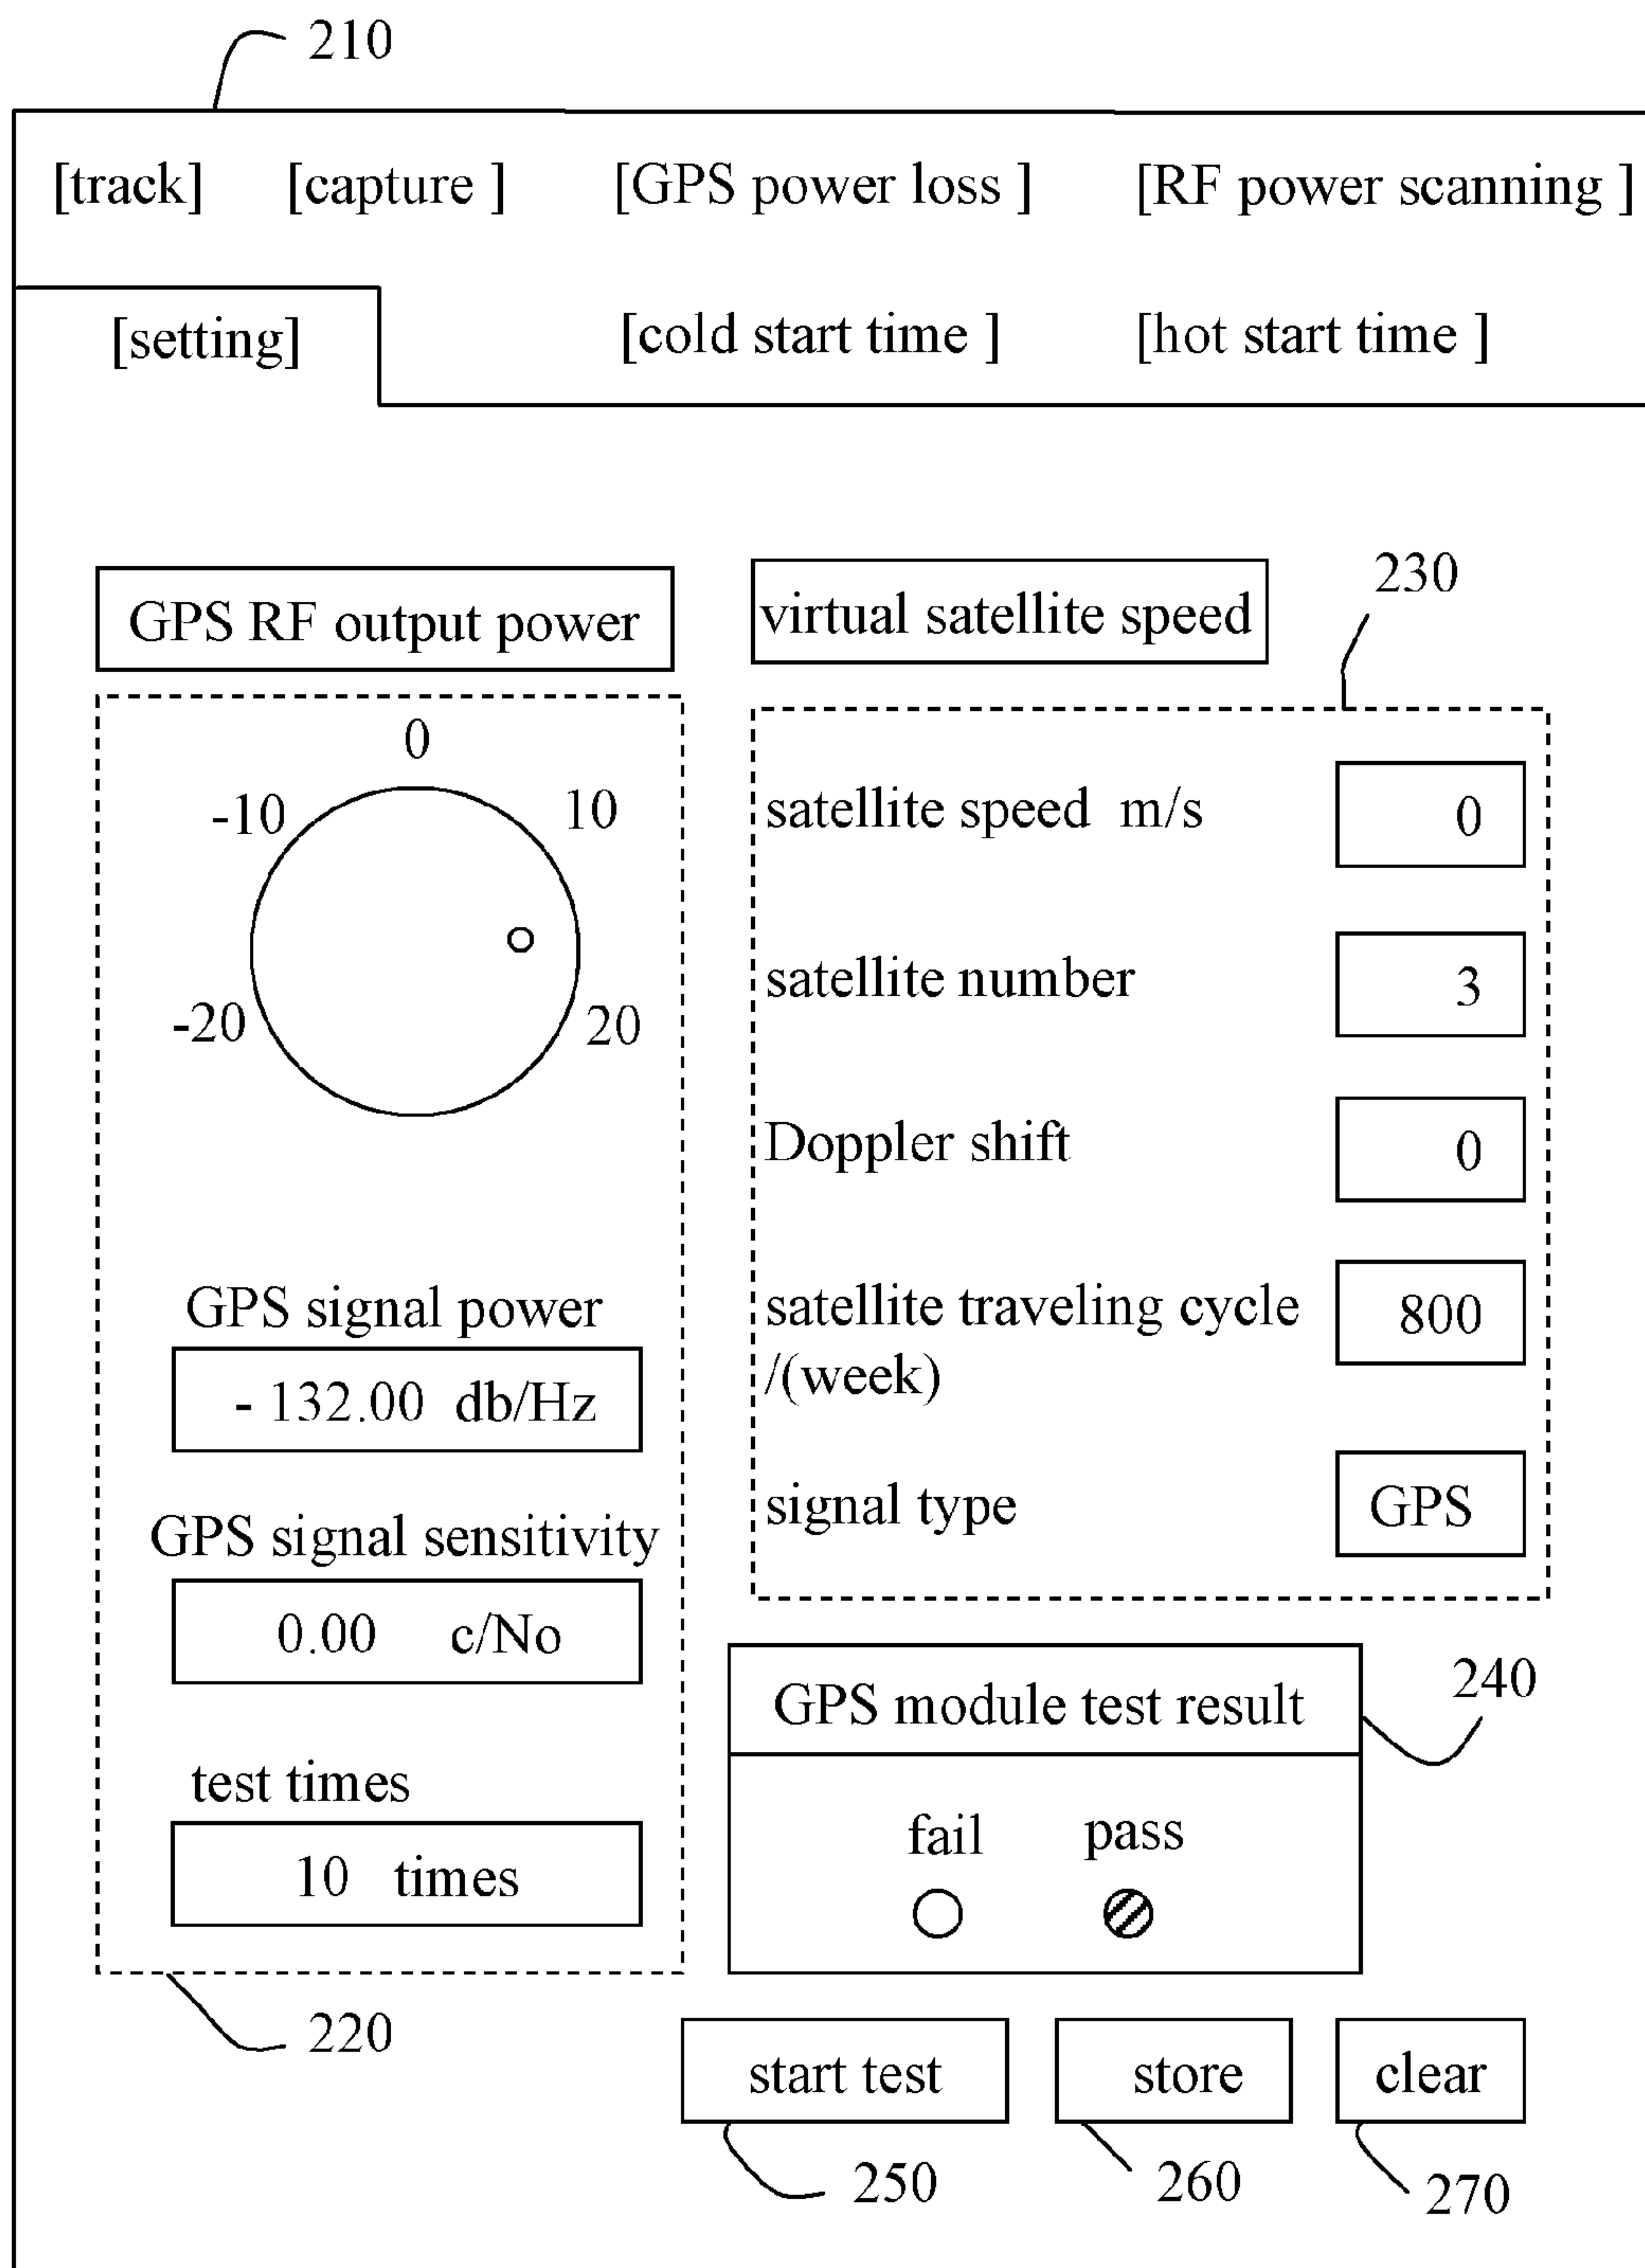 210
[track] [capture ] [GPS power loss ] [RF power scanning ]
[setting] [cold start time ] [hot start time ]
230
GPS RF output power
0
-10 10
-20 20
GPS signal power
- 132.00 db/Hz
GPS signal sensitivity
0.00 c/No
test times
10 times
220
virtual satellite speed
satellite speed m/s 0
satellite number 3
Doppler shift 0
satellite traveling cycle 800
/(week)
signal type GPS
240
GPS module test result
fail pass
start test store clear
250 260 270